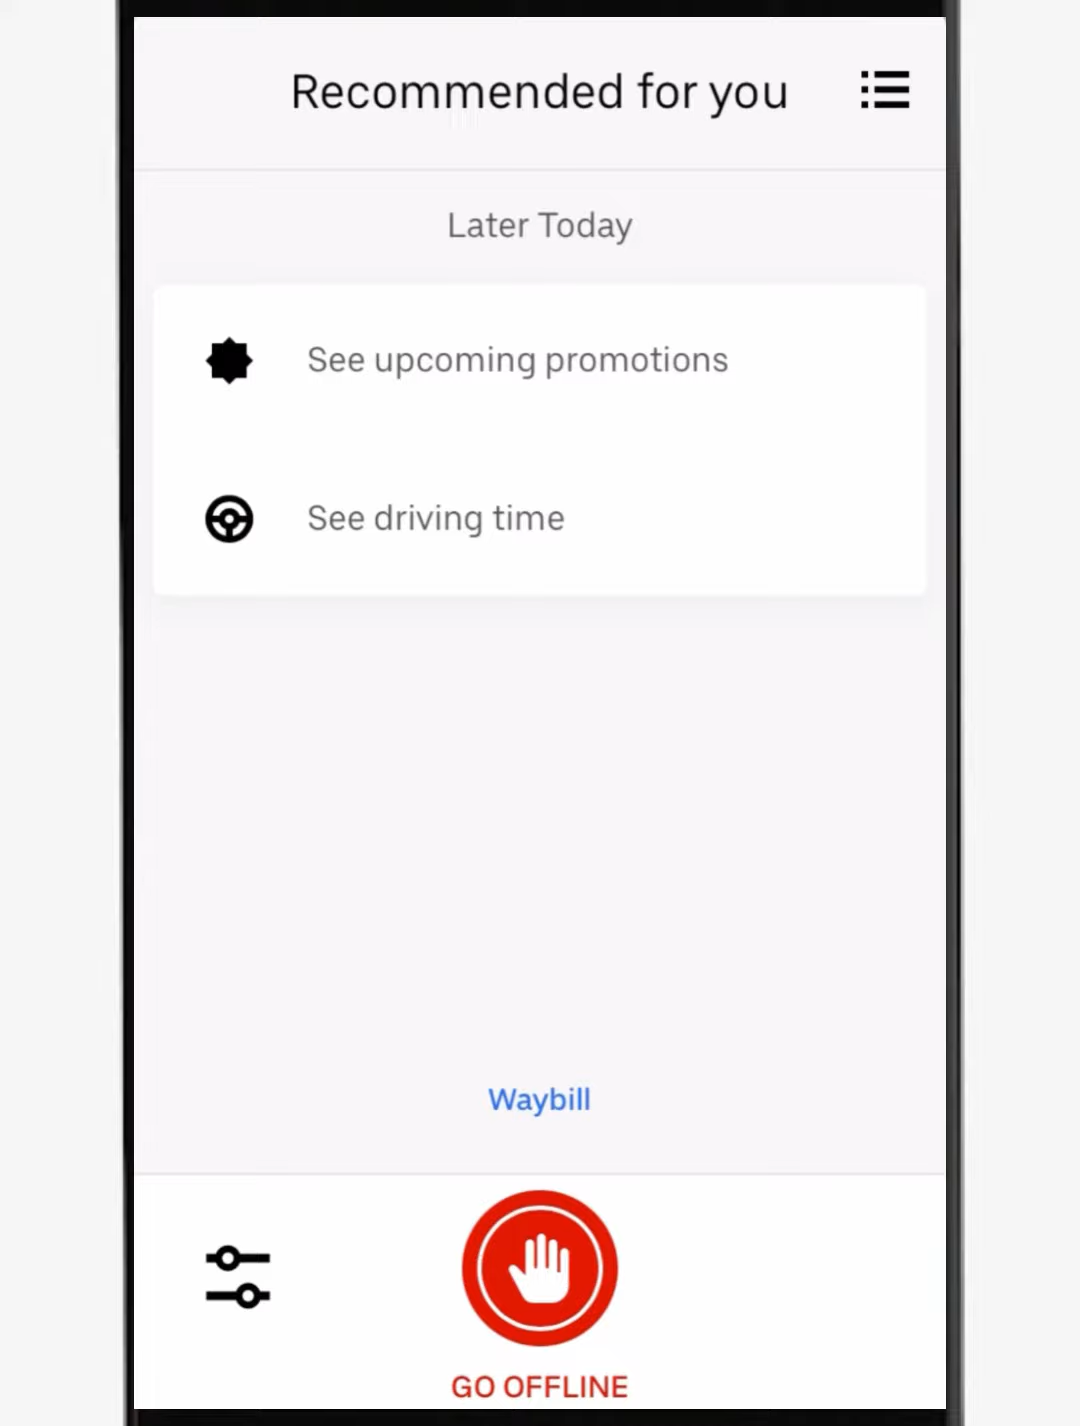 Recommended for you
Later Today
See upcoming promotions
See driving time
Waybill
GO OFFLINE